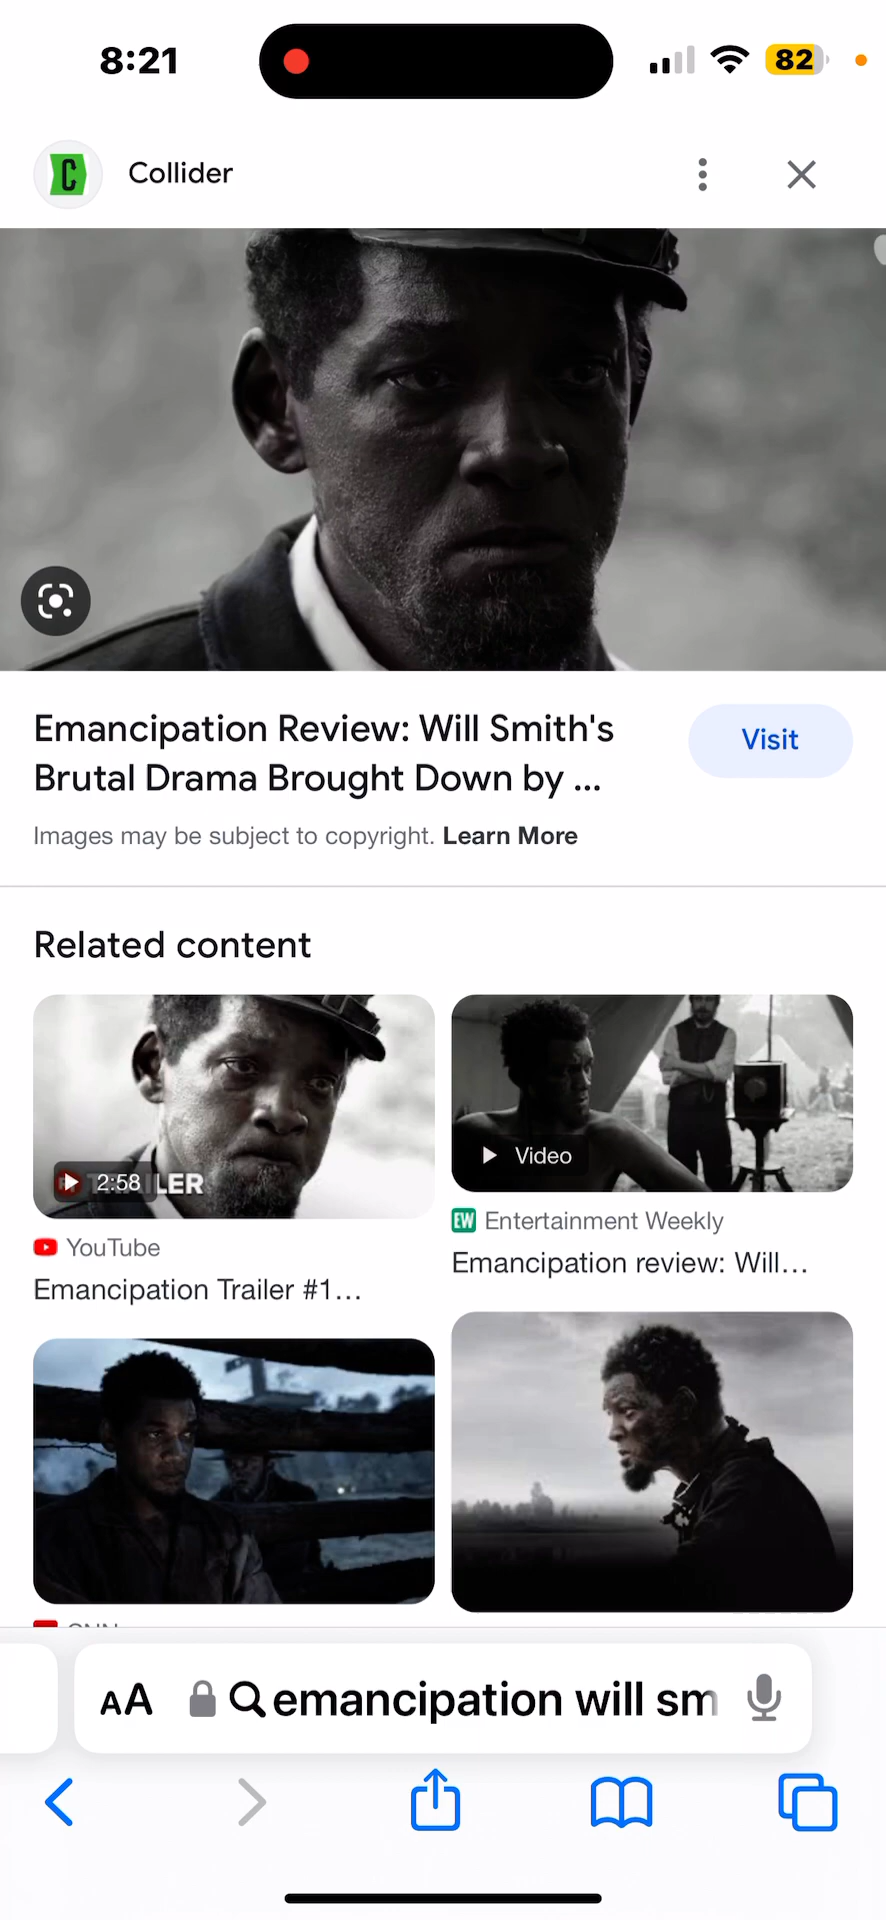 8:21
82
C
Collider
Emancipation Review: Will Smith's
Brutal Drama Brought Down by ...
Visit
Images may be subject to copyright. Learn More
Related content
2:58
LER
Video
YouTube
Emancipation Trailer #1...
EW Entertainment Weekly
Emancipation review: Will...
AA
emancipation will sm